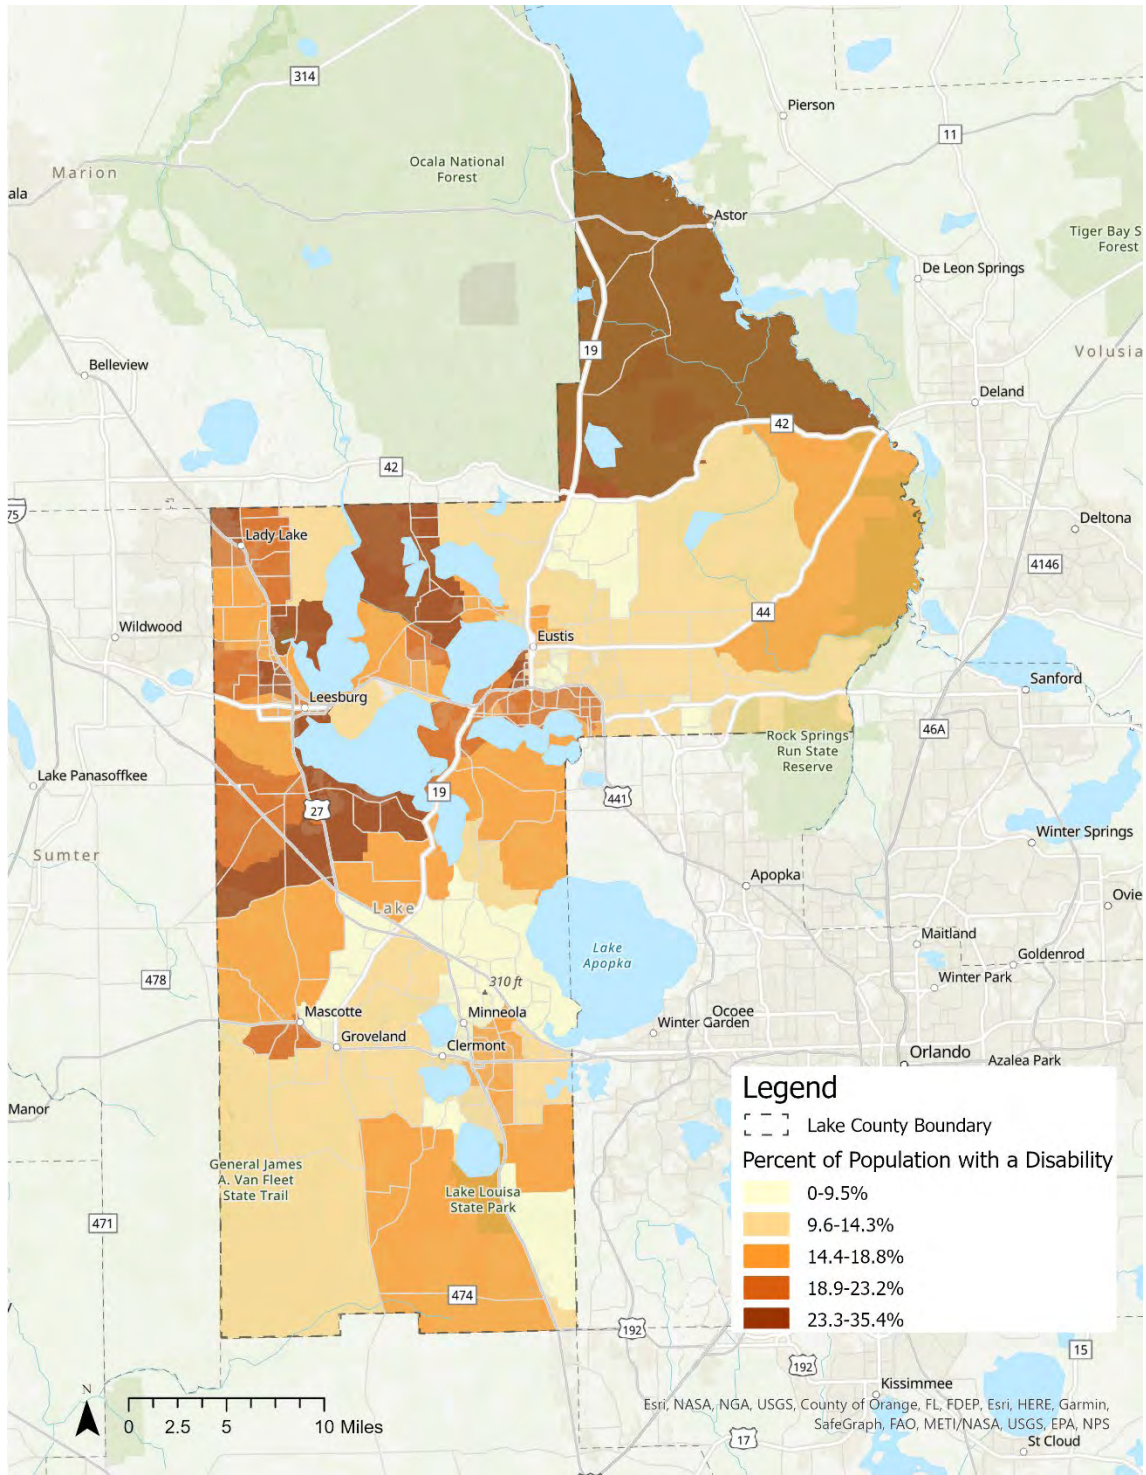 314
Pierson
11
Ocala National
Forest
Marion
ala
Astor
Tiger Bay S
Forest
De Leon Springs
19
Volusia
Belleview
Deland
42
42
75
Lady Lake
Deltona
4146
44
Wildwood
Eustis
Sanford
Leesburg
46A
Rock Springs
Run State
Reserve
Lake Panasoffkee
19
441
27
Winter Springs
Sumter
Apopka
Ovie
Lake
Maitland
Lake
Apopka
Goldenrod
478
310 ft
Winter Park
Mascotte
Minneola
Ocoee
Winter Garden
Groveland
Clermont
Orlando
Azalea Park
Manor
Legend
Lake County Boundary
Percent of Population with a Disability
0-9.5%
9.6-14.3%
14.4-18.8%
18.9-23.2%
23.3-35.4%
General James
A. Van Fleet
State Trail
Lake Louisa
State Park
471
474
192
15
192
N
Kissimmee
0 2.5 5 10 Miles
Esri, NASA, NGA, USGS, County of Orange, FL, FDEP, Esri, HERE, Garmin,
SafeGraph, FAO, METI/NASA, USGS, EPA, NPS
17
St Cloud